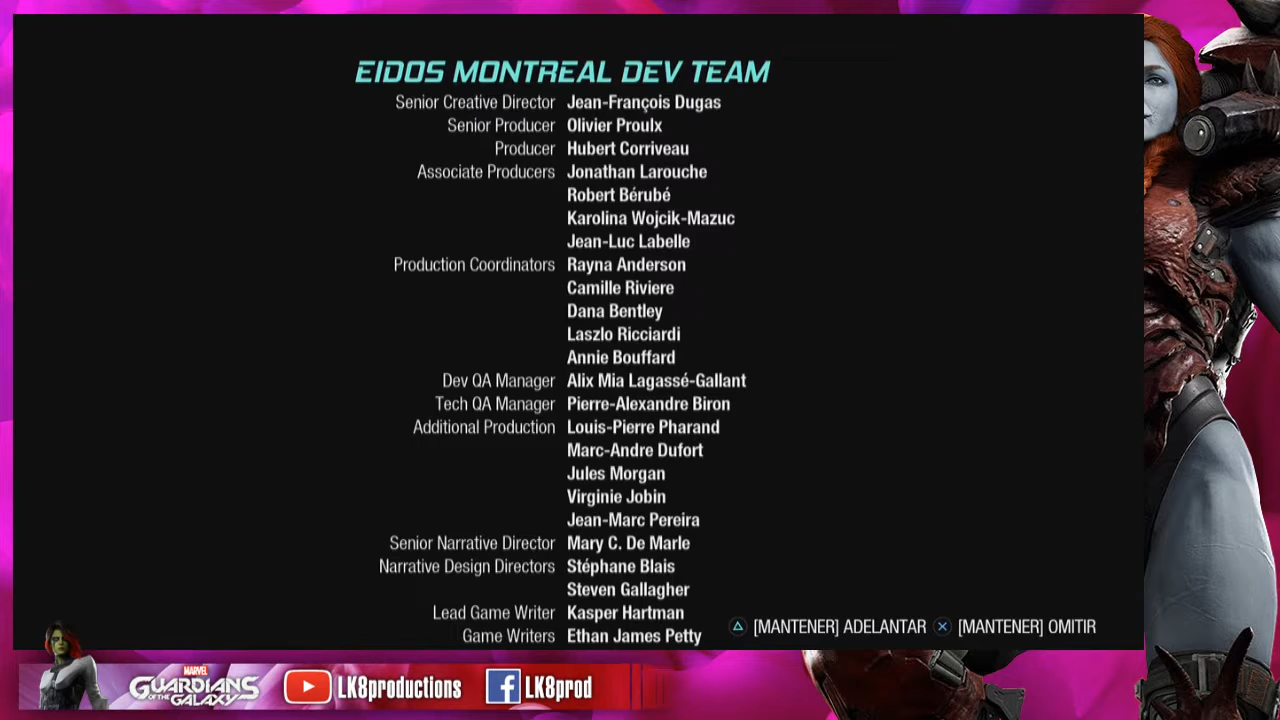 EIDOS MONTREAL DEV TEAM
Senior Creative Director Jean-François Dugas
Senior Producer Olivier Proulx
Producer Hubert Corriveau
Associate Producers Jonathan Larouche
Robert Bérubé
Karolina Wojcik-Mazuc
Jean-Luc Labelle
Production Coordinators Rayna Anderson
Camille Riviere
Dana Bentley
Laszlo Ricciardi
Annie Bouffard
Dev QA Manager Alix Mia Lagassé-Gallant
Tech QA Manager Pierre-Alexandre Biron
Additional Production Louis-Pierre Pharand
Marc-Andre Dufort
Jules Morgan
Virginie Jobin
Jean-Marc Pereira
Senior Narrative Director Mary C. De Marle
Narrative Design Directors Stéphane Blais
Steven Gallagher
Lead Game Writer Kasper Hartman
Game Writers Ethan James Petty
[MANTENER] ADELANTAR [MANTENER] OMITIR
MARVEL
GUARDIANS
OF THE
GALAXY
LK8productions LK8prod